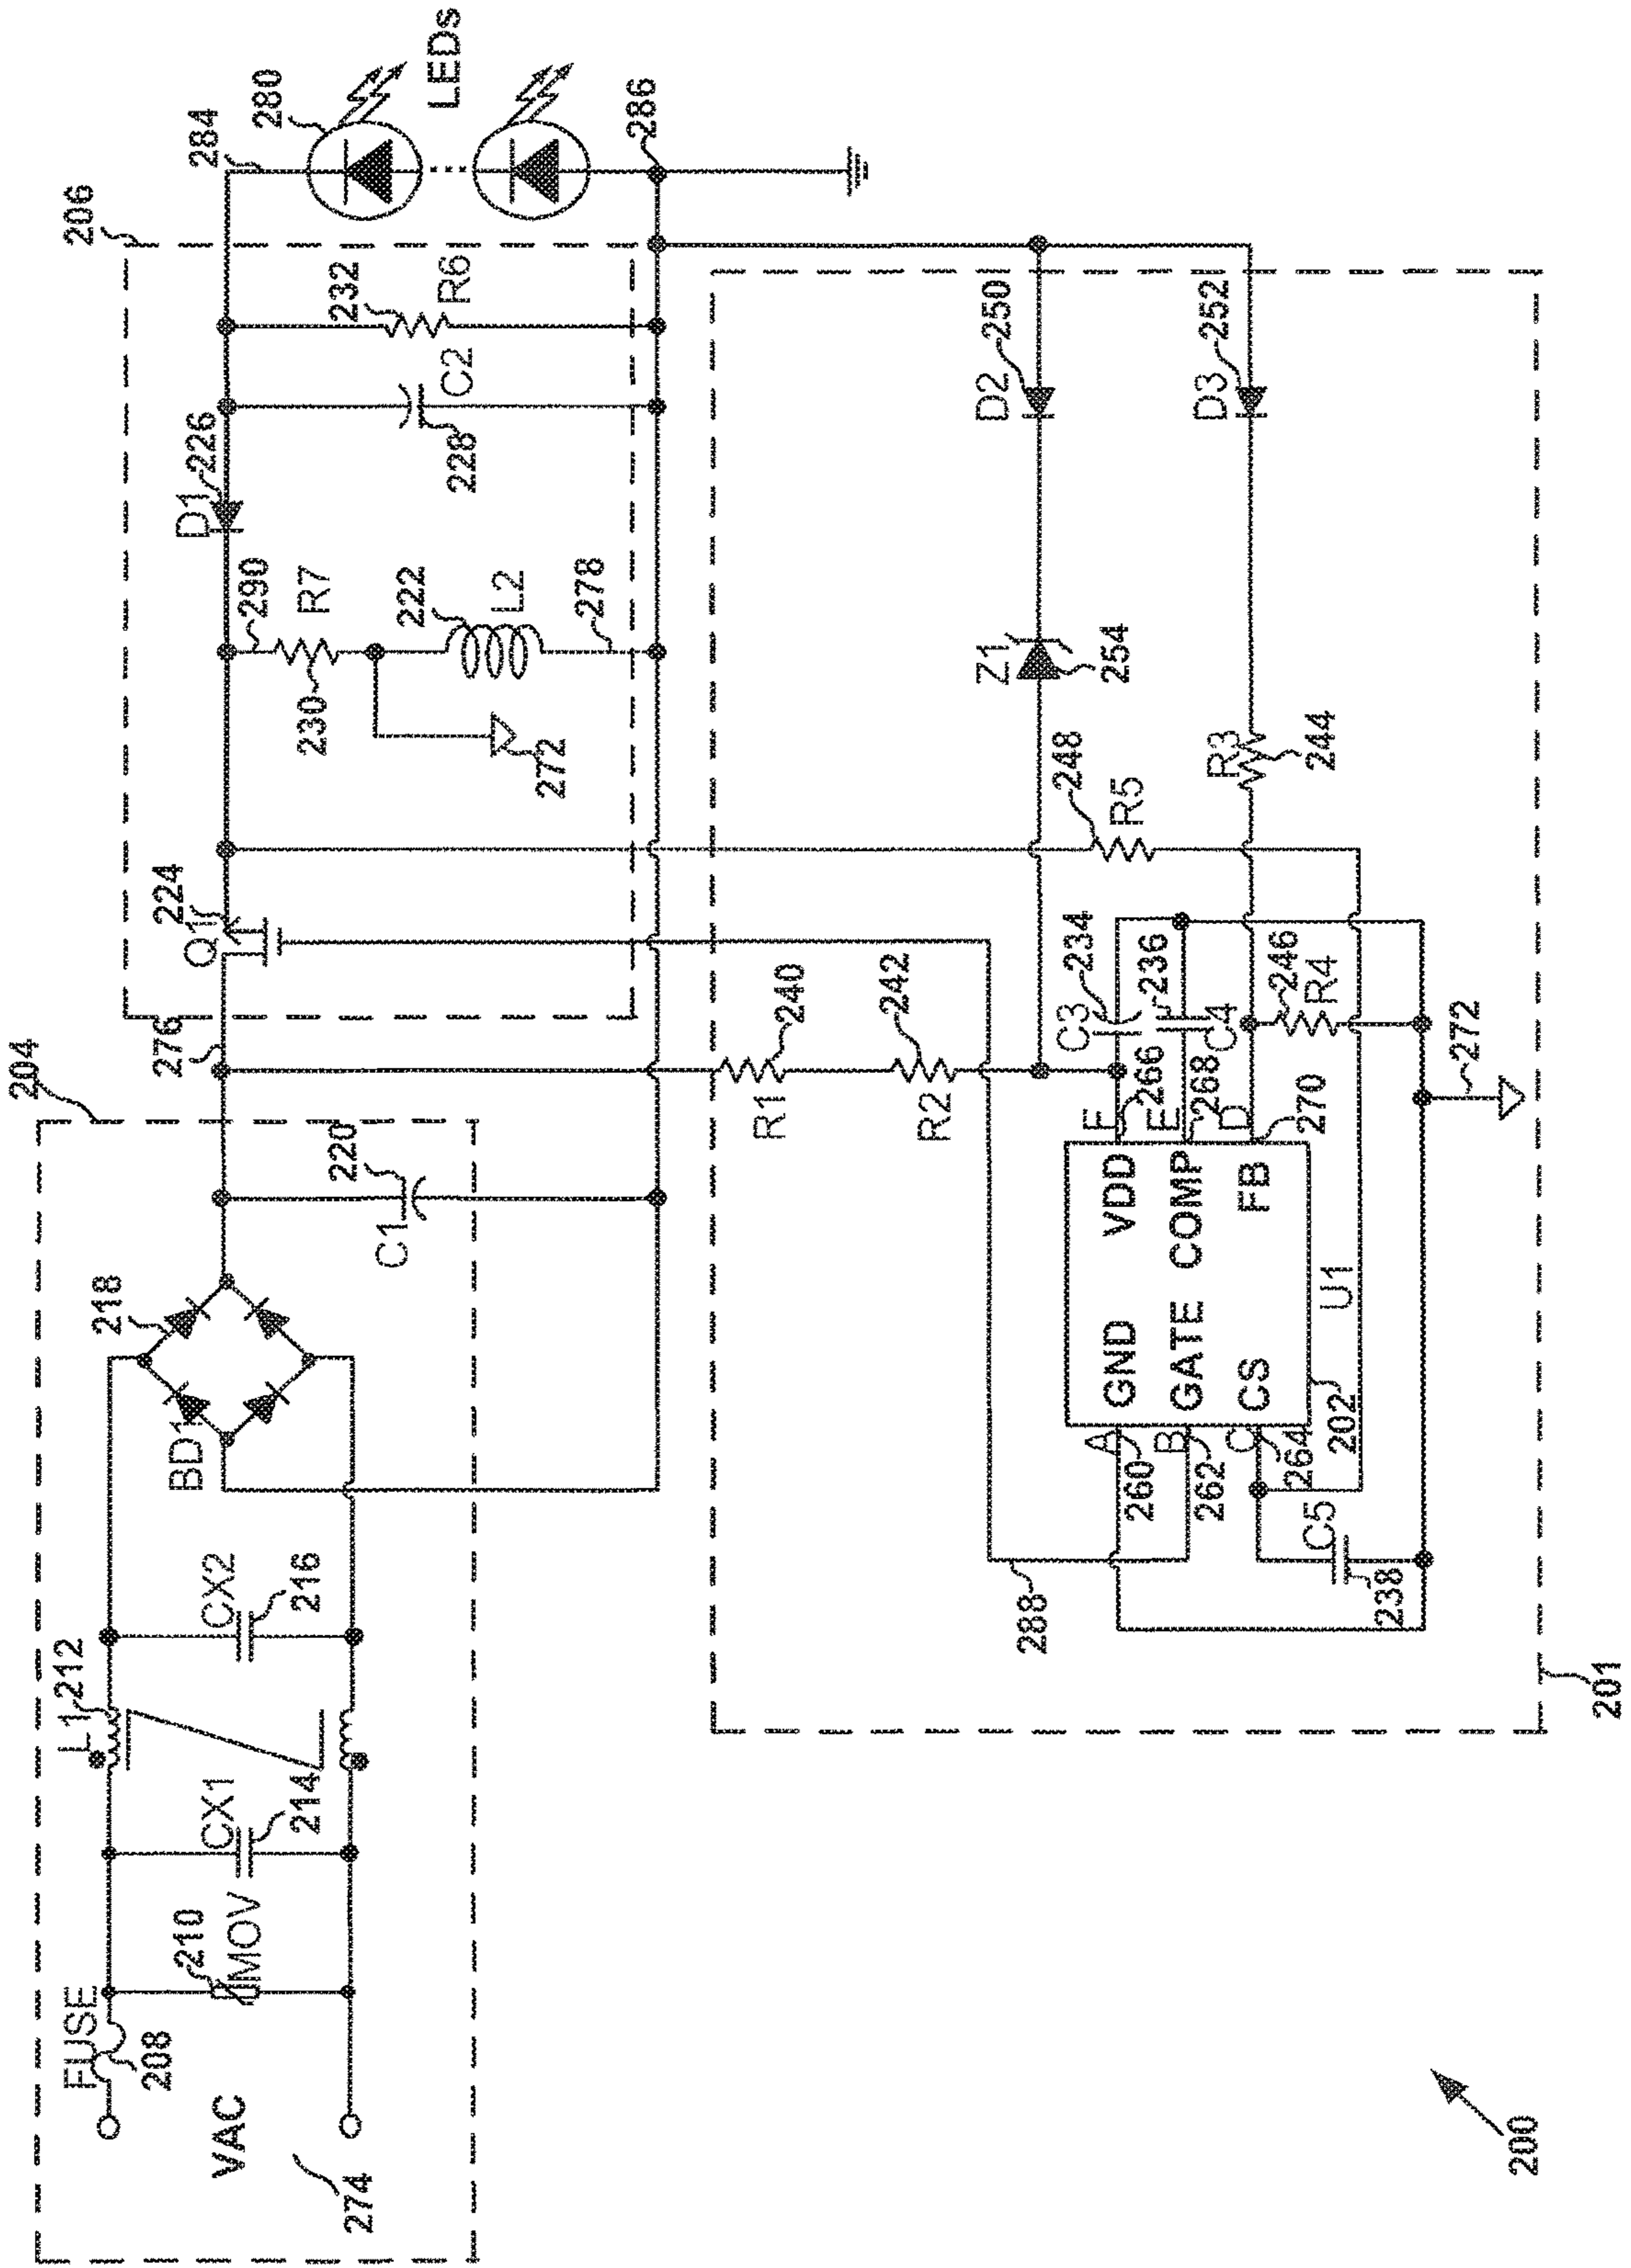 204
206
FUSE
208
VAC
274
210
MOV
CX1
214
L1
212
CX2
216
BD1
218
C1
220
276
Q1
224
290
R7
230
272
222
L2
278
D1
226
C2
228
232
R6
284
280
LEDs
286
R1
240
R2
242
248
R5
Z1
254
D2
250
D3
252
R3
244
C3
234
C4
236
246
R4
272
F
266
E
268
D
270
GND
VDD
GATE
COMP
CS
FB
U1
202
A
260
B
262
C
264
C5
238
288
201
200